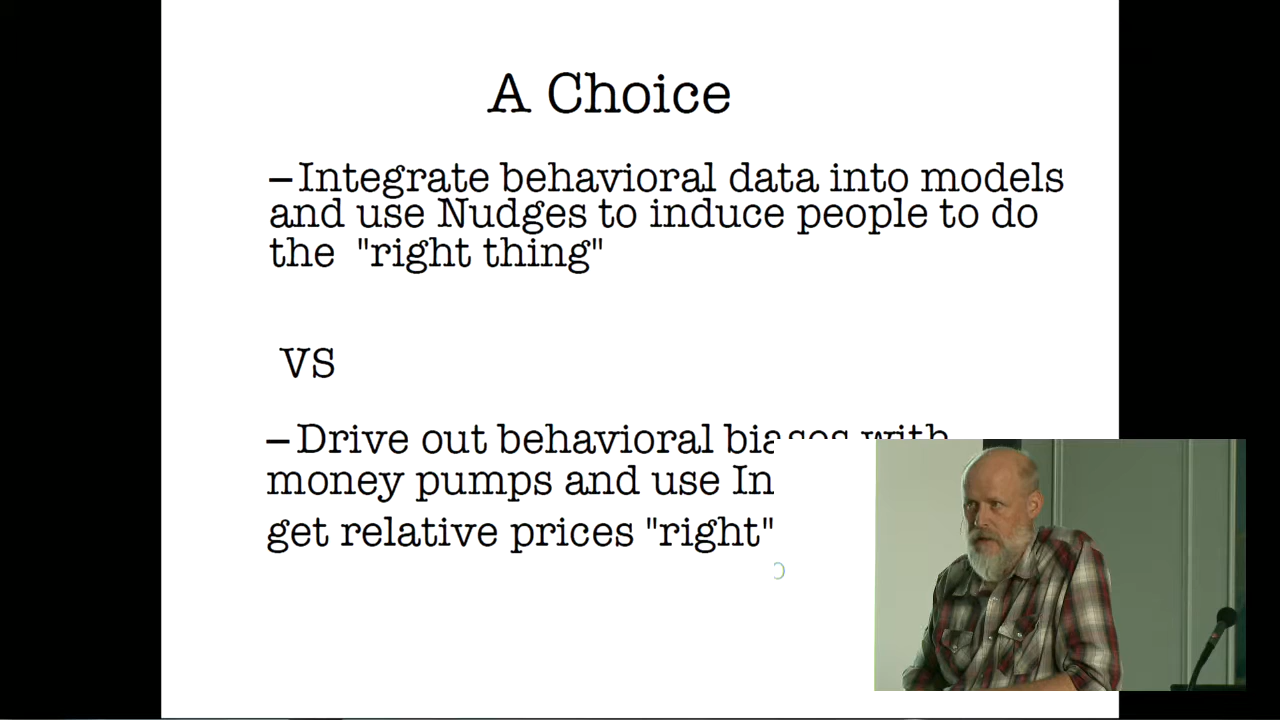 A Choice
–Integrate behavioral data into models
and use Nudges to induce people to do
the "right thing"
VS
–Drive out behavioral biases with
money pumps and use
get relative prices "right"